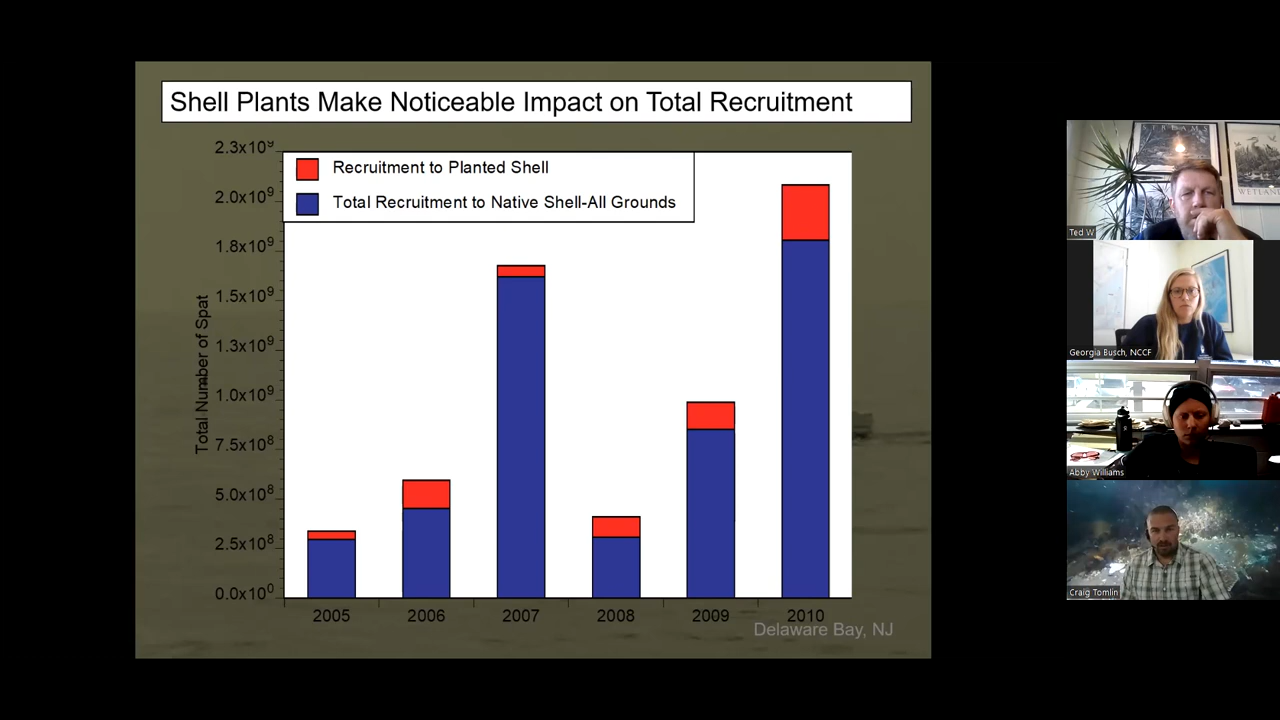 Shell Plants Make Noticeable Impact on Total Recruitment
Recruitment to Planted Shell
Total Recruitment to Native Shell-All Grounds
Total Number of Spat
2.3x10⁹
2.0x10⁹
1.8x10⁹
1.5x10⁹
1.3x10⁹
1.0x10⁹
7.5x10⁸
5.0x10⁸
2.5x10⁸
0.0x10⁰
2005 2006 2007 2008 2009 2010
Delaware Bay, NJ
Ted W
Georgia Busch, NCCF
Abby Williams
Craig Tomlin